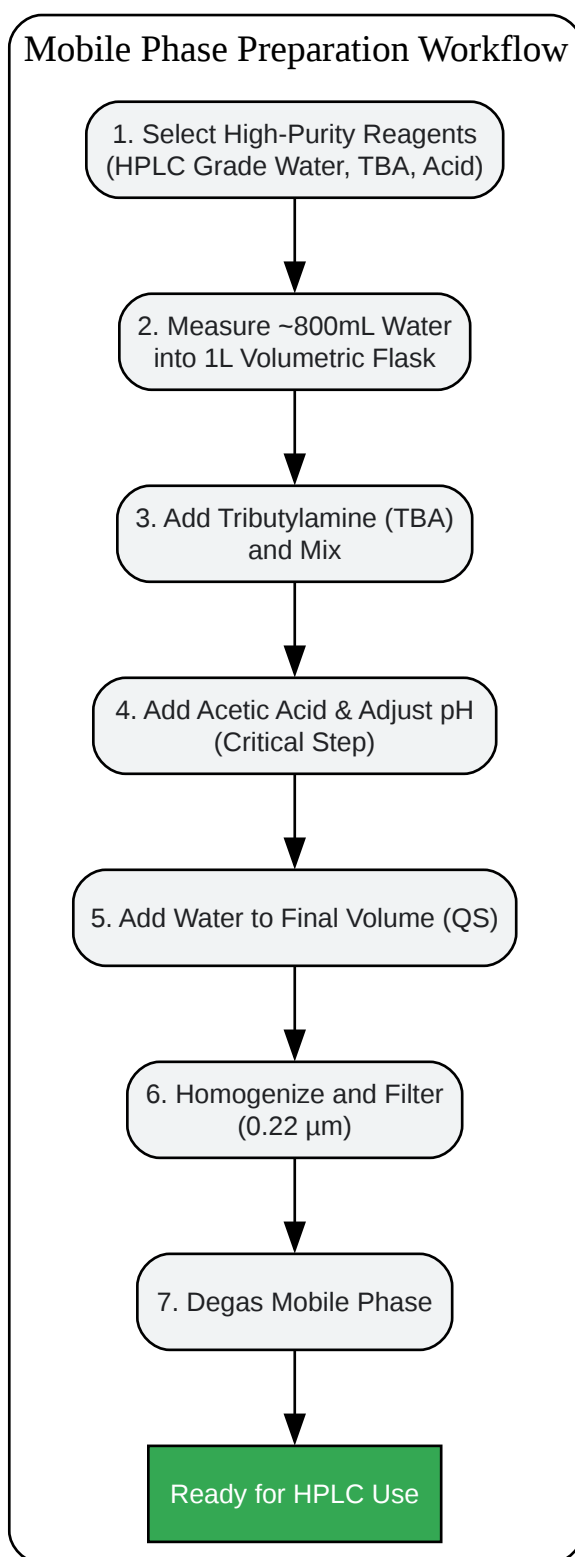 Mobile Phase Preparation Workflow
1. Select High-Purity Reagents
(HPLC Grade Water, TBA, Acid)
2. Measure ~800mL Water
into 1L Volumetric Flask
3. Add Tributylamine (TBA)
and Mix
4. Add Acetic Acid & Adjust pH
(Critical Step)
5. Add Water to Final Volume (QS)
6. Homogenize and Filter
(0.22 µm)
7. Degas Mobile Phase
Ready for HPLC Use